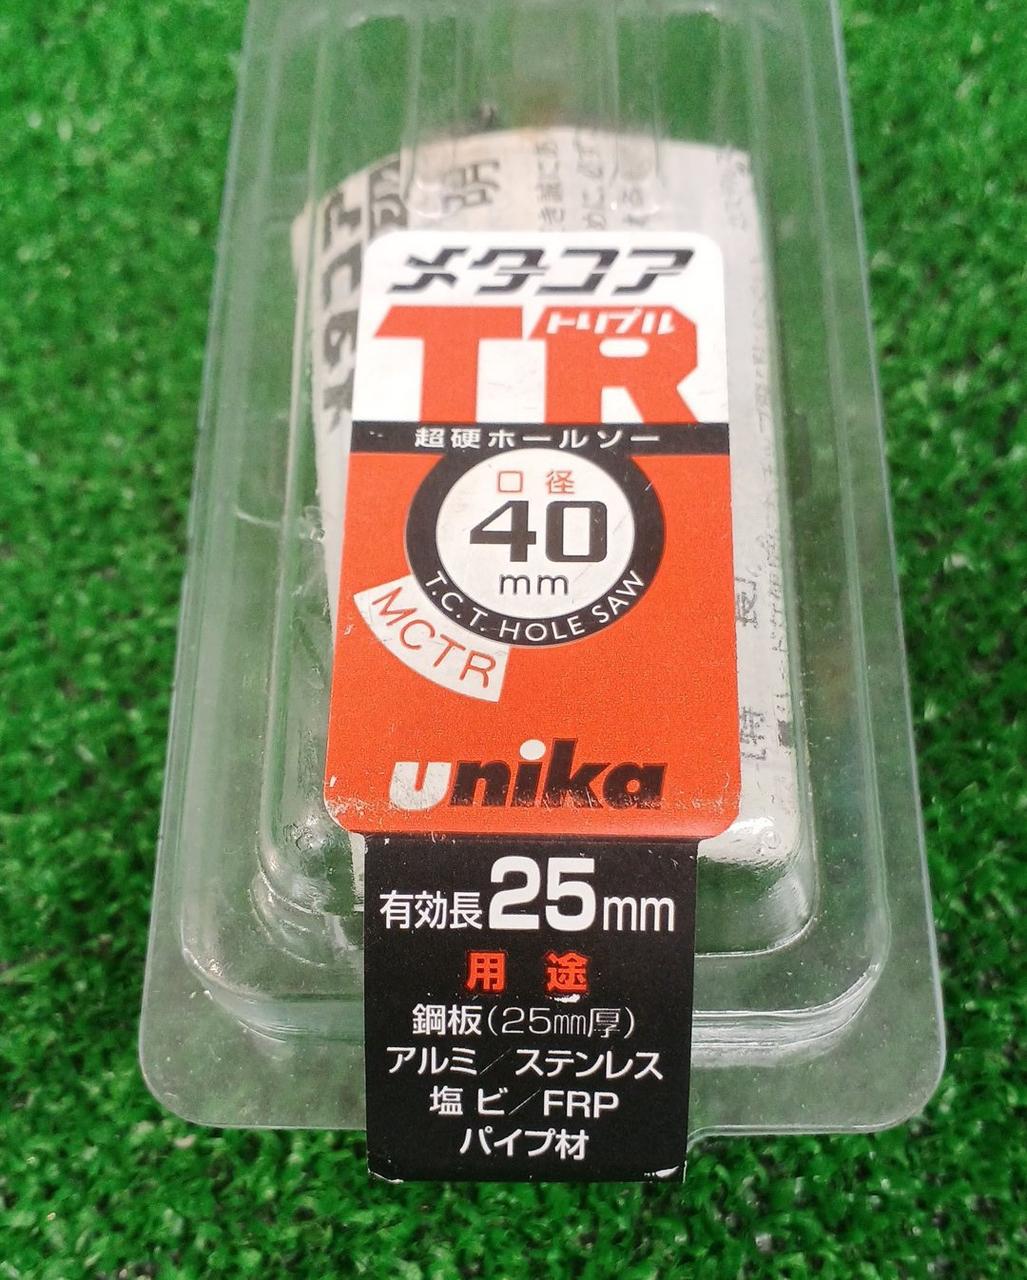 メタコア
TR
トリプル
超硬ホールソー
口径
40
mm
T.C.T. HOLE SAW
MCTR
unika
有効長25mm
用途
鋼板(25mm厚)
アルミ/ステンレス
塩ビ/FRP
パイプ材